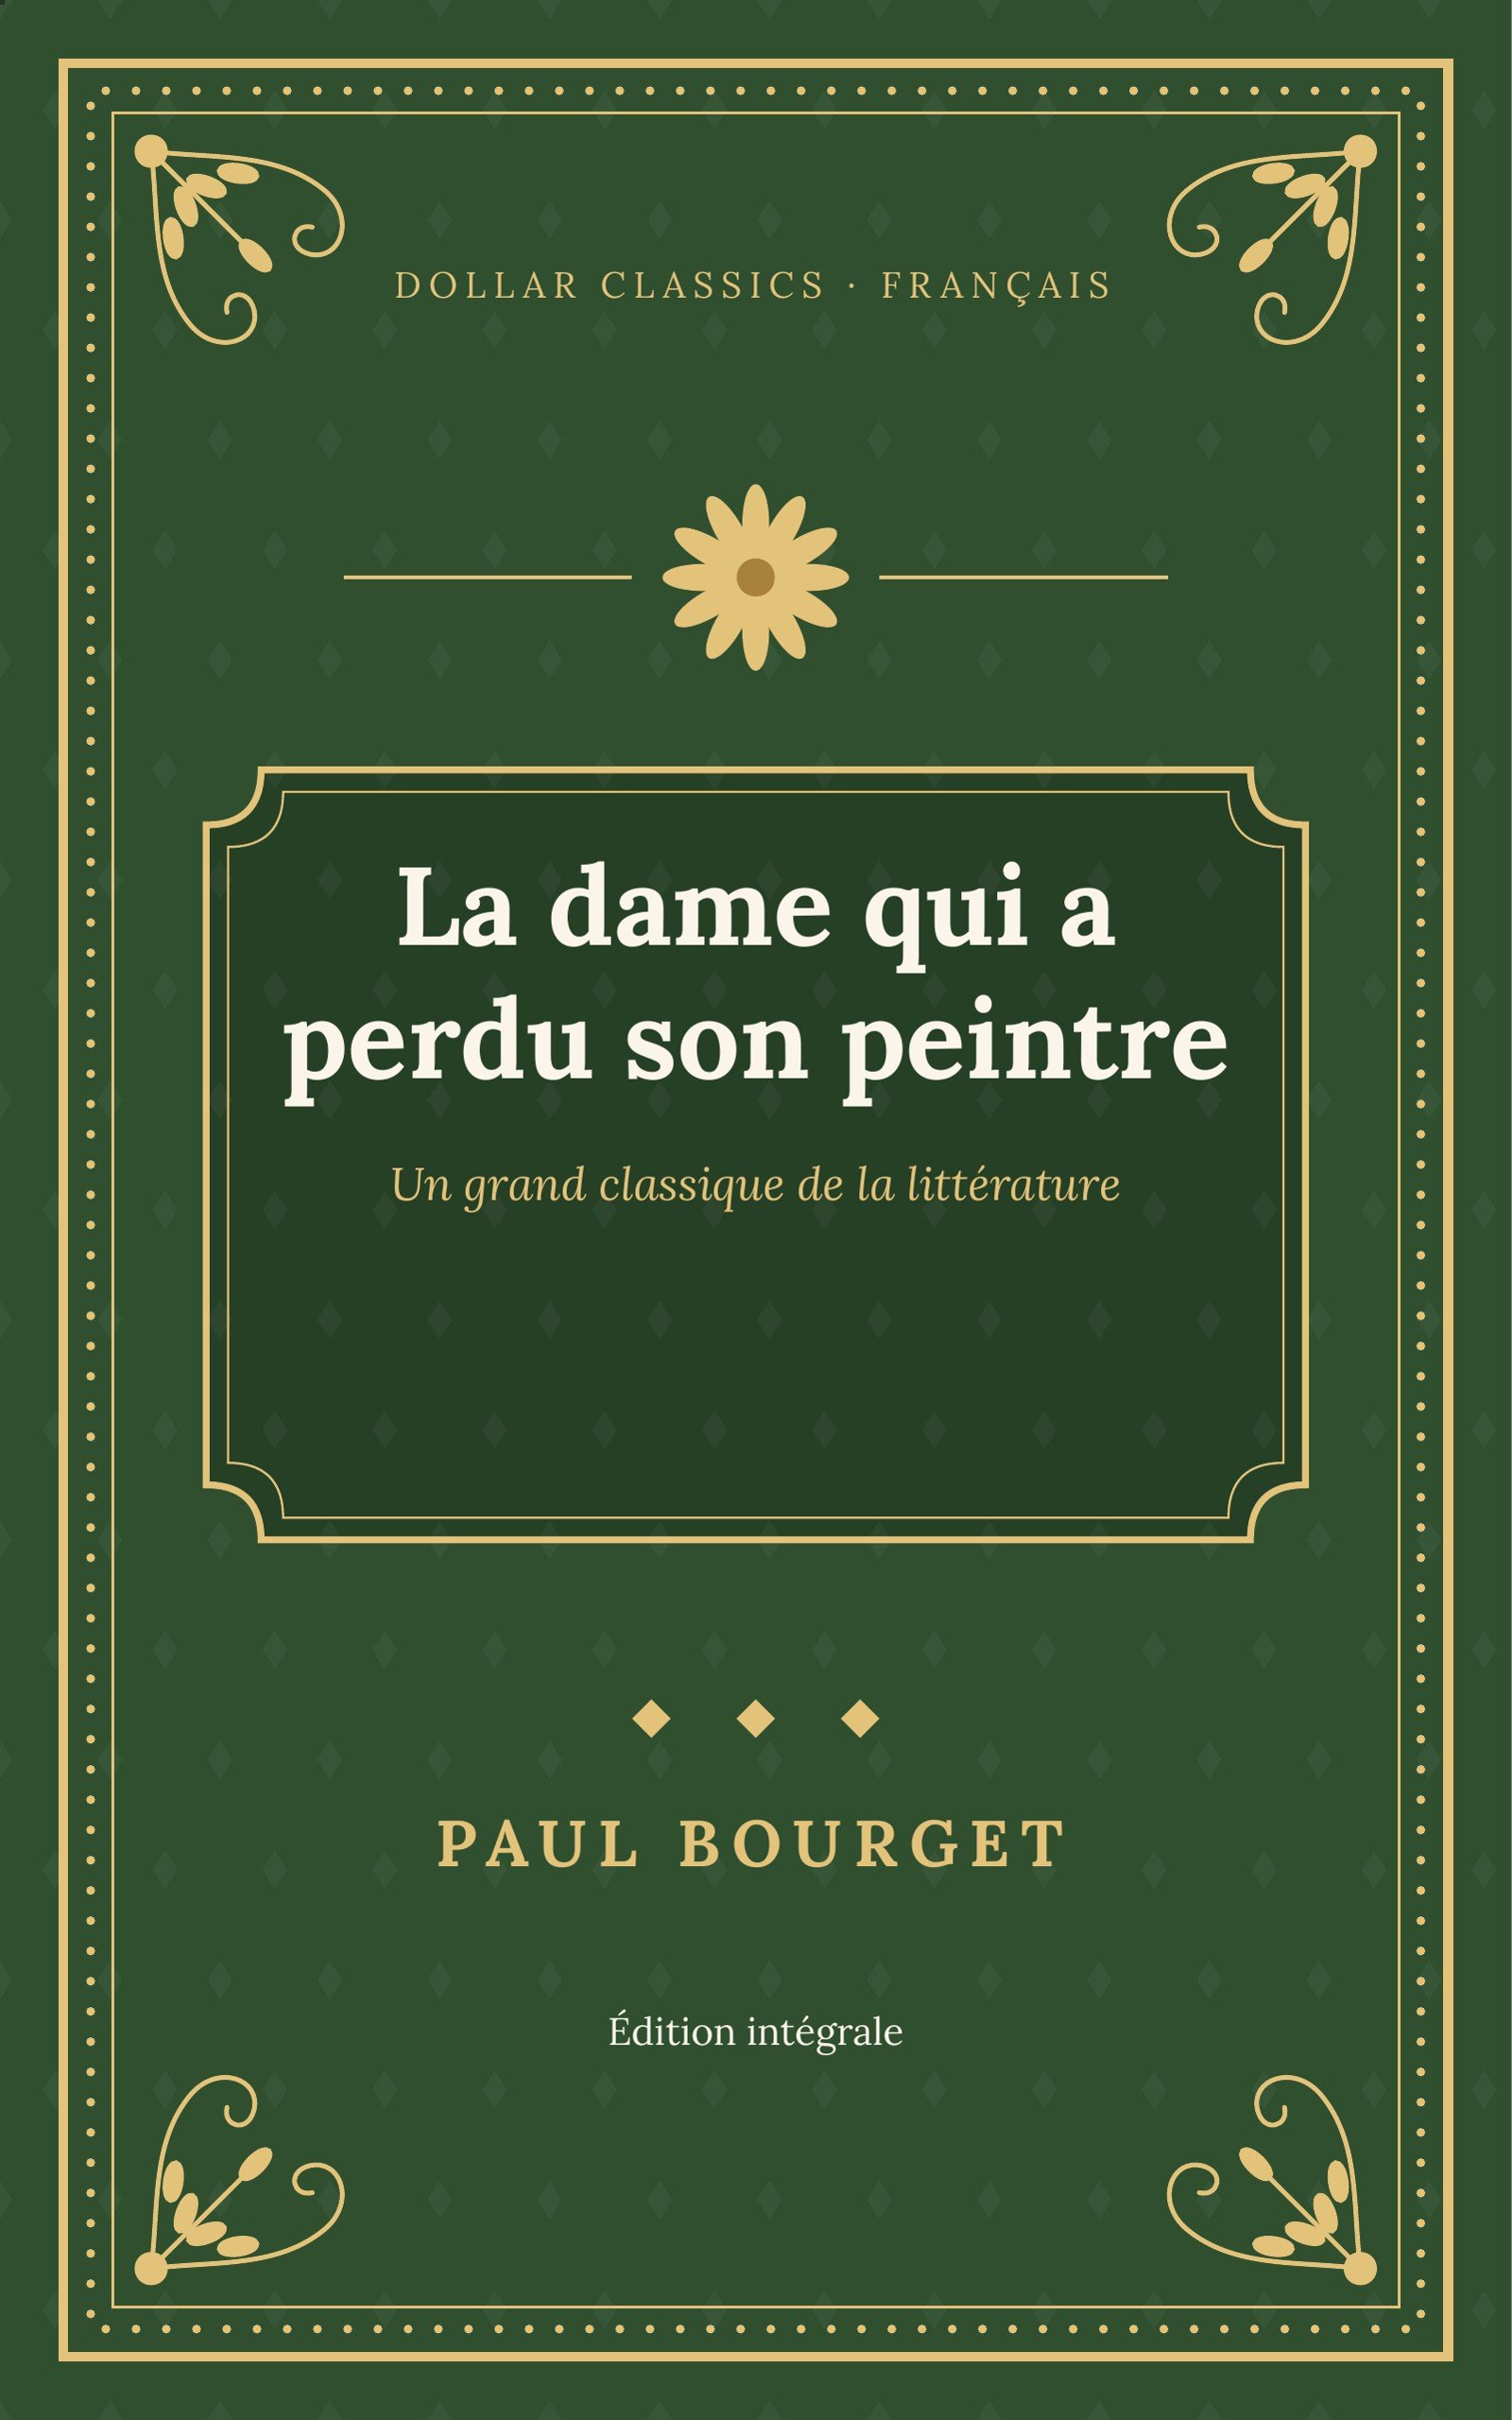 DOLLAR CLASSICS · FRANÇAIS
La dame qui a
perdu son peintre
Un grand classique de la littérature
PAUL BOURGET
Édition intégrale